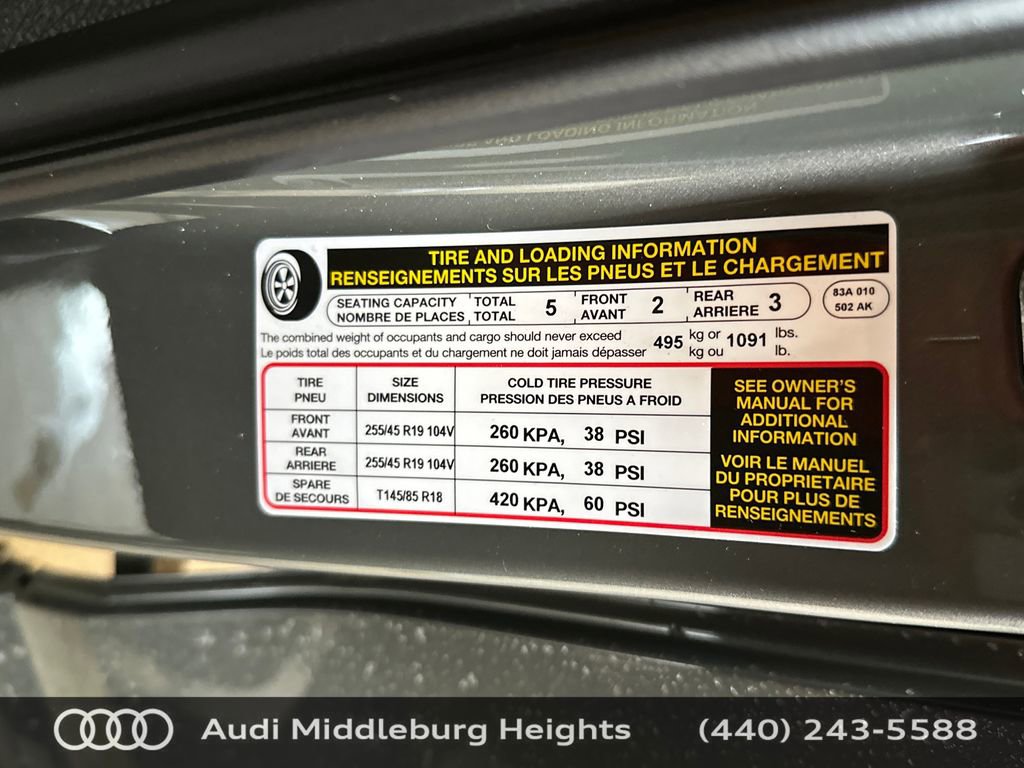 TIRE AND LOADING INFORMATION
RENSEIGNEMENTS SUR LES PNEUS ET LE CHARGEMENT
SEATING CAPACITY TOTAL 5 FRONT 2 REAR 3
NOMBRE DE PLACES TOTAL AVANT ARRIERE
83A 010
502 AK
The combined weight of occupants and cargo should never exceed 495 kg or 1091 lbs.
Le poids total des occupants et du chargement ne doit jamais dépasser kg ou lb.
TIRE SIZE COLD TIRE PRESSURE
PNEU DIMENSIONS PRESSION DES PNEUS A FROID
FRONT
AVANT 255/45 R19 104V 260 KPA, 38 PSI
REAR
ARRIERE 255/45 R19 104V 260 KPA, 38 PSI
SPARE
DE SECOURS T145/85 R18 420 KPA, 60 PSI
SEE OWNER'S
MANUAL FOR
ADDITIONAL
INFORMATION
VOIR LE MANUEL
DU PROPRIETAIRE
POUR PLUS DE
RENSEIGNEMENTS
Audi Middleburg Heights (440) 243-5588